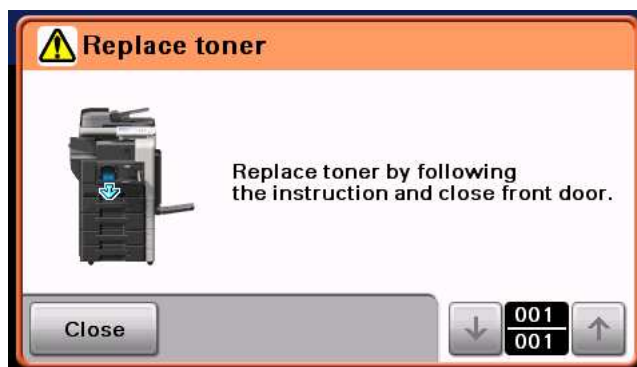 Replace toner
Replace toner by following
the instruction and close front door.
Close
001
001